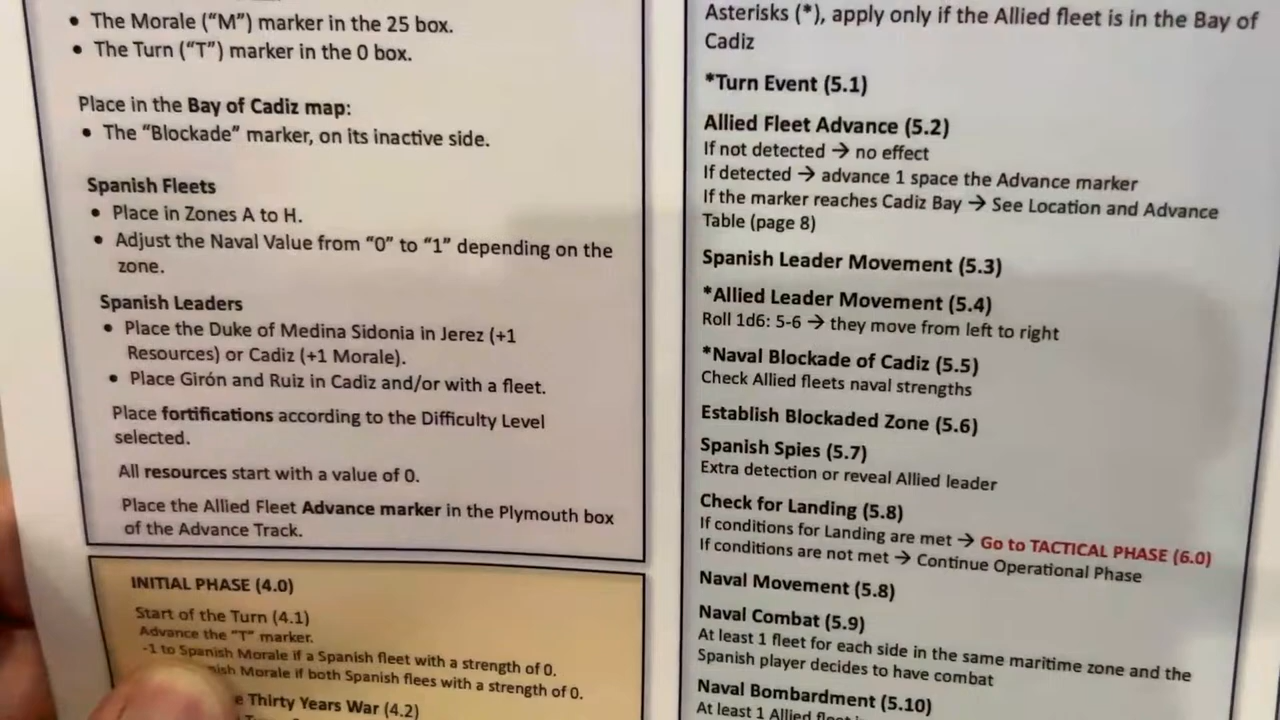 • The Morale (“M”) marker in the 25 box.
• The Turn (“T”) marker in the 0 box.
Place in the Bay of Cadiz map:
• The “Blockade” marker, on its inactive side.
Spanish Fleets
• Place in Zones A to H.
• Adjust the Naval Value from “0” to “1” depending on the
zone.
Spanish Leaders
• Place the Duke of Medina Sidonia in Jerez (+1
Resources) or Cadiz (+1 Morale).
• Place Girón and Ruiz in Cadiz and/or with a fleet.
Place fortifications according to the Difficulty Level
selected.
All resources start with a value of 0.
Place the Allied Fleet Advance marker in the Plymouth box
of the Advance Track.
INITIAL PHASE (4.0)
Start of the Turn (4.1)
Advance the “T” marker.
-1 to Spanish Morale if a Spanish fleet with a strength of 0.
Morale if both Spanish flees with a strength of 0.
Thirty Years War (4.2)
Asterisks (*), apply only if the Allied fleet is in the Bay of
Cadiz
*Turn Event (5.1)
Allied Fleet Advance (5.2)
If not detected → no effect
If detected → advance 1 space the Advance marker
If the marker reaches Cadiz Bay → See Location and Advance
Table (page 8)
Spanish Leader Movement (5.3)
*Allied Leader Movement (5.4)
Roll 1d6: 5-6 → they move from left to right
*Naval Blockade of Cadiz (5.5)
Check Allied fleets naval strengths
Establish Blockaded Zone (5.6)
Spanish Spies (5.7)
Extra detection or reveal Allied leader
Check for Landing (5.8)
If conditions for Landing are met → Go to TACTICAL PHASE (6.0)
If conditions are not met → Continue Operational Phase
Naval Movement (5.8)
Naval Combat (5.9)
At least 1 fleet for each side in the same maritime zone and the
Spanish player decides to have combat
Naval Bombardment (5.10)
At least 1 Allied